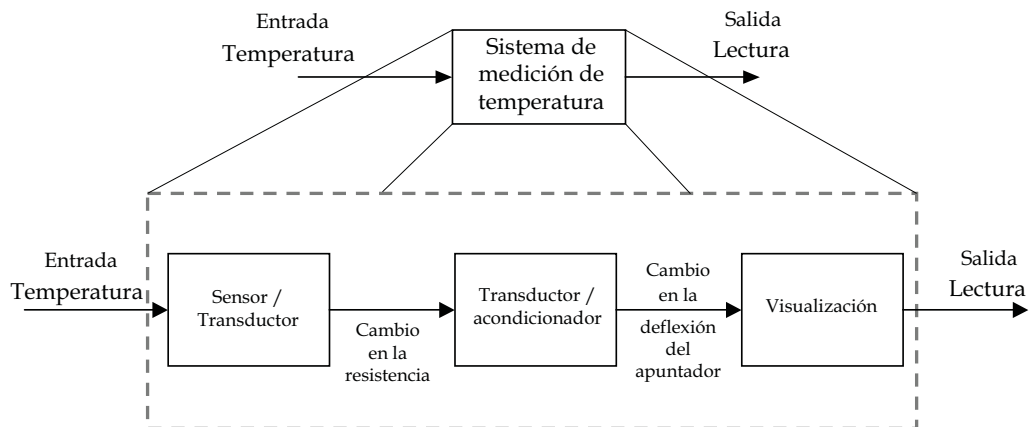 Entrada
Temperatura
Sistema de
medición de
temperatura
Salida
Lectura
Entrada
Temperatura
Sensor /
Transductor
Cambio
en la
resistencia
Transductor /
acondicionador
Cambio
en la
deflexión
del
apuntador
Visualización
Salida
Lectura